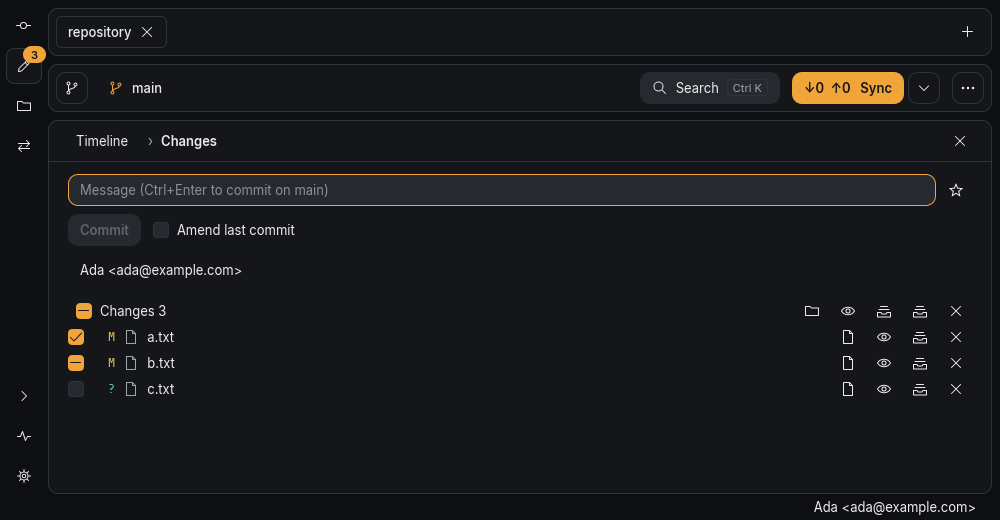 repository
3
main
Search Ctrl K
↓0 ↑0 Sync
Timeline › Changes
Message (Ctrl+Enter to commit on main)
Commit Amend last commit
Ada <ada@example.com>
Changes 3
M a.txt
M b.txt
? c.txt
Ada <ada@example.com>